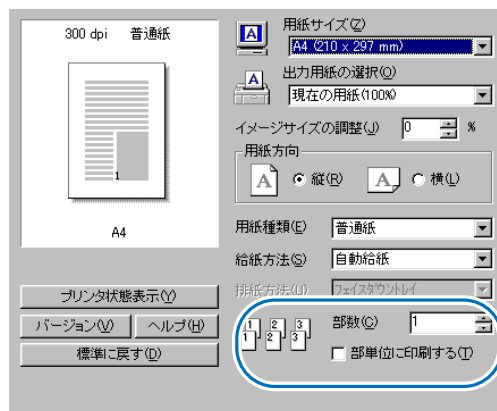 300 dpi 普通紙
1
A4
プリンタ状態表示(Y)
バージョン(V) ヘルプ(H)
標準に戻す(D)
用紙サイズ(Z)
A4 (210 x 297 mm)
出力用紙の選択(O)
現在の用紙(100%)
イメージサイズの調整(J) 0 %
用紙方向
A 縦(R) A 横(L)
用紙種類(E) 普通紙
給紙方法(S) 自動給紙
排紙方法(U) フェイスダウントレイ
1 1 2 2 3 3
部数(C) 1
部単位に印刷する(T)